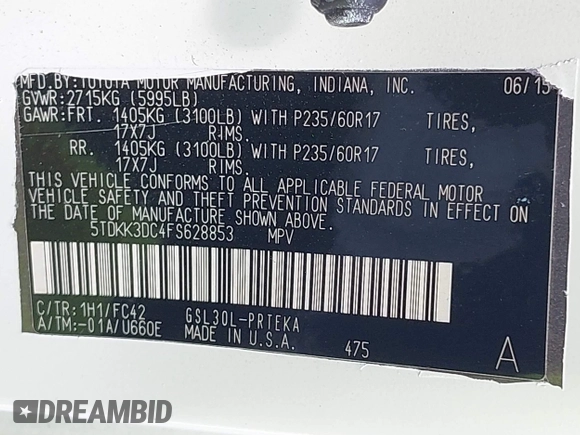 MFD.BY:TOYOTA MOTOR MANUFACTURING, INDIANA, INC. 06/15
GVWR:2715KG (5995LB)
GAWR:FRT. 1405KG (3100LB) WITH P235/60R17 TIRES,
17X7J RIMS.
RR. 1405KG (3100LB) WITH P235/60R17 TIRES,
17X7J RIMS.
THIS VEHICLE CONFORMS TO ALL APPLICABLE FEDERAL MOTOR
VEHICLE SAFETY AND THEFT PREVENTION STANDARDS IN EFFECT ON
THE DATE OF MANUFACTURE SHOWN ABOVE.
5TDKK3DC4FS628853 MPV
C/TR:1H1/FC42 GSL30L-PRTEKA
A/TM:-01A/U660E MADE IN U.S.A. 475 A
DREAMBID